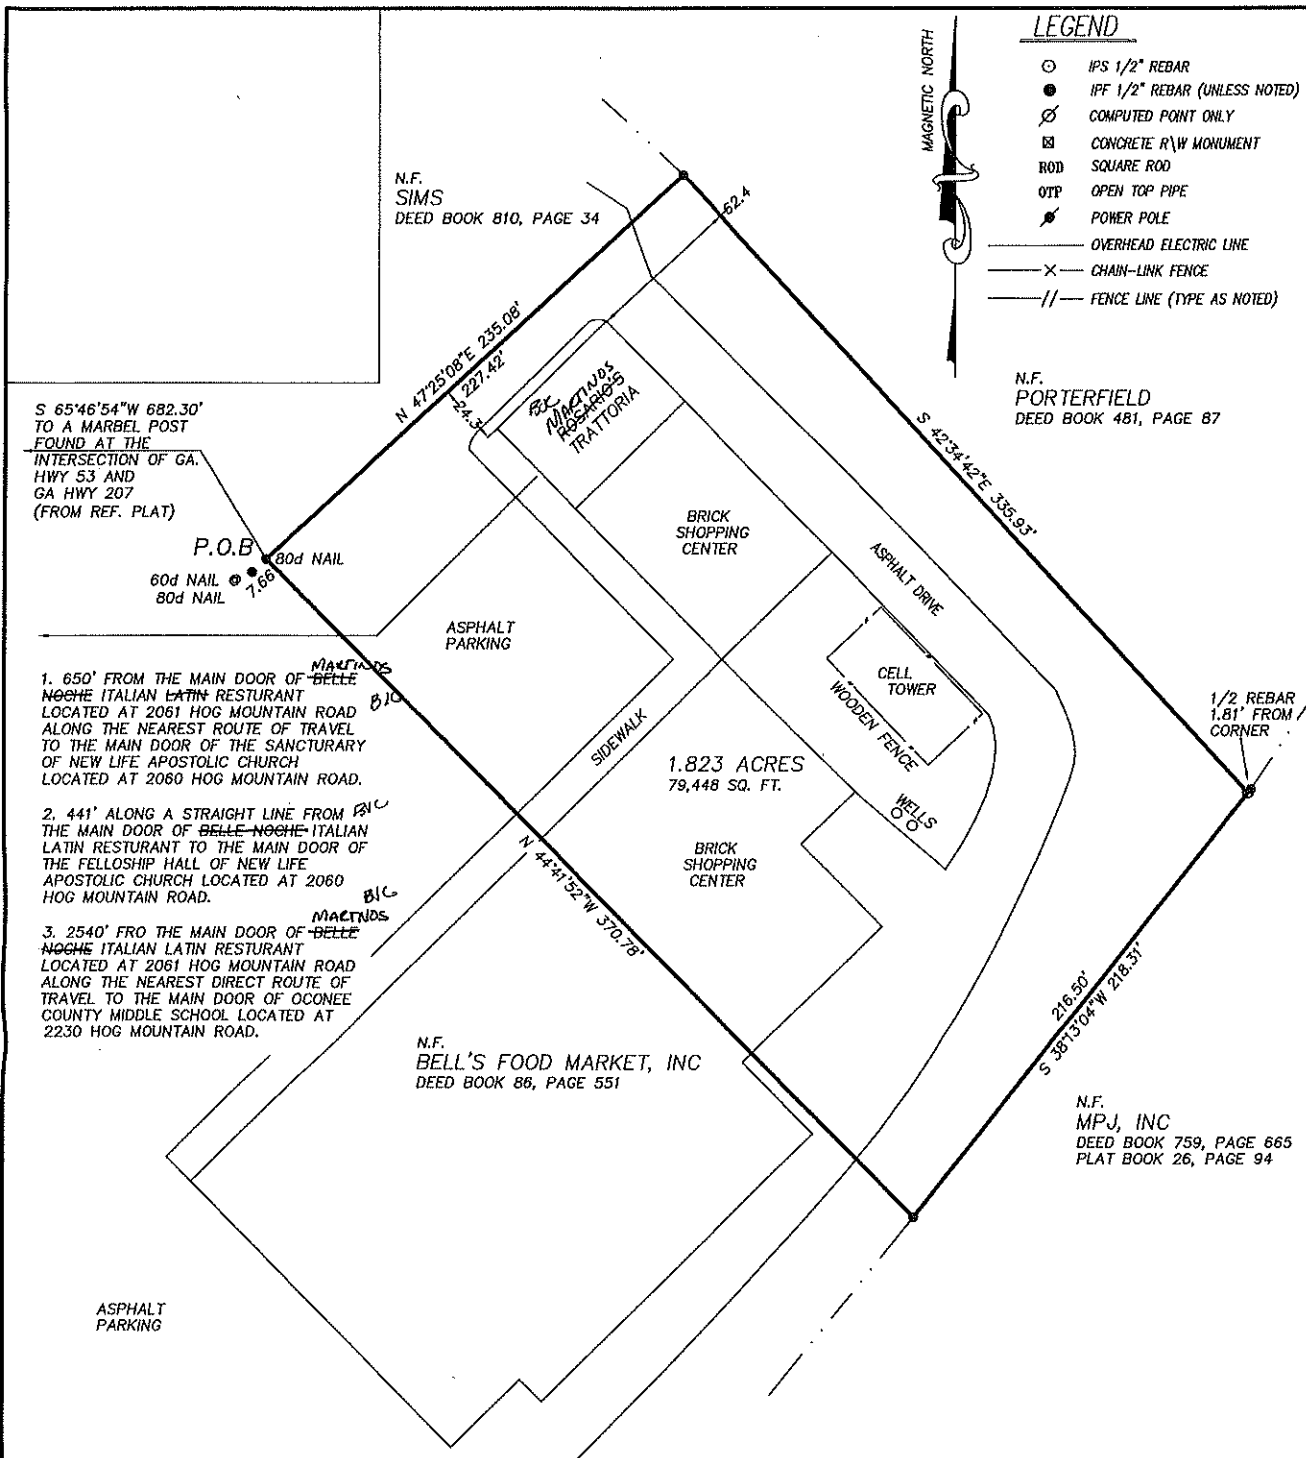 LEGEND
IPS 1/2" REBAR
IPF 1/2" REBAR (UNLESS NOTED)
COMPUTED POINT ONLY
CONCRETE R\W MONUMENT
ROD SQUARE ROD
OTP OPEN TOP PIPE
POWER POLE
OVERHEAD ELECTRIC LINE
X CHAIN-LINK FENCE
// FENCE LINE (TYPE AS NOTED)
MAGNETIC NORTH
N.F.
SIMS
DEED BOOK 810, PAGE 34
62.4
N 47°25'08"E 235.08'
227.42'
24.3
MARTINOS
ROSARIO'S
TRATTORIA
N.F.
PORTERFIELD
DEED BOOK 481, PAGE 87
S 42°34'42"E 335.93'
S 65°46'54"W 682.30'
TO A MARBEL POST
FOUND AT THE
INTERSECTION OF GA.
HWY 53 AND
GA HWY 207
(FROM REF. PLAT)
P.O.B
80d NAIL
60d NAIL @
80d NAIL
7.66
BRICK
SHOPPING
CENTER
ASPHALT DRIVE
ASPHALT
PARKING
CELL
TOWER
WOODEN FENCE
SIDEWALK
1.823 ACRES
79,448 SQ. FT.
WELLS
BRICK
SHOPPING
CENTER
1/2 REBAR
1.81' FROM
CORNER
MARTINOS
1. 650' FROM THE MAIN DOOR OF BELLE
NOCHE ITALIAN LATIN RESTURANT
LOCATED AT 2061 HOG MOUNTAIN ROAD
ALONG THE NEAREST ROUTE OF TRAVEL
TO THE MAIN DOOR OF THE SANCTURARY
OF NEW LIFE APOSTOLIC CHURCH
LOCATED AT 2060 HOG MOUNTAIN ROAD.
2. 441' ALONG A STRAIGHT LINE FROM
THE MAIN DOOR OF BELLE NOCHE ITALIAN
LATIN RESTURANT TO THE MAIN DOOR OF
THE FELLOSHIP HALL OF NEW LIFE
APOSTOLIC CHURCH LOCATED AT 2060
HOG MOUNTAIN ROAD.
MARTINOS
3. 2540' FRO THE MAIN DOOR OF BELLE
NOCHE ITALIAN LATIN RESTURANT
LOCATED AT 2061 HOG MOUNTAIN ROAD
ALONG THE NEAREST DIRECT ROUTE OF
TRAVEL TO THE MAIN DOOR OF OCONEE
COUNTY MIDDLE SCHOOL LOCATED AT
2230 HOG MOUNTAIN ROAD.
N 44°41'52"W 370.78'
216.50'
S 38°13'04"W 218.31'
N.F.
BELL'S FOOD MARKET, INC
DEED BOOK 86, PAGE 551
N.F.
MPJ, INC
DEED BOOK 759, PAGE 665
PLAT BOOK 26, PAGE 94
ASPHALT
PARKING